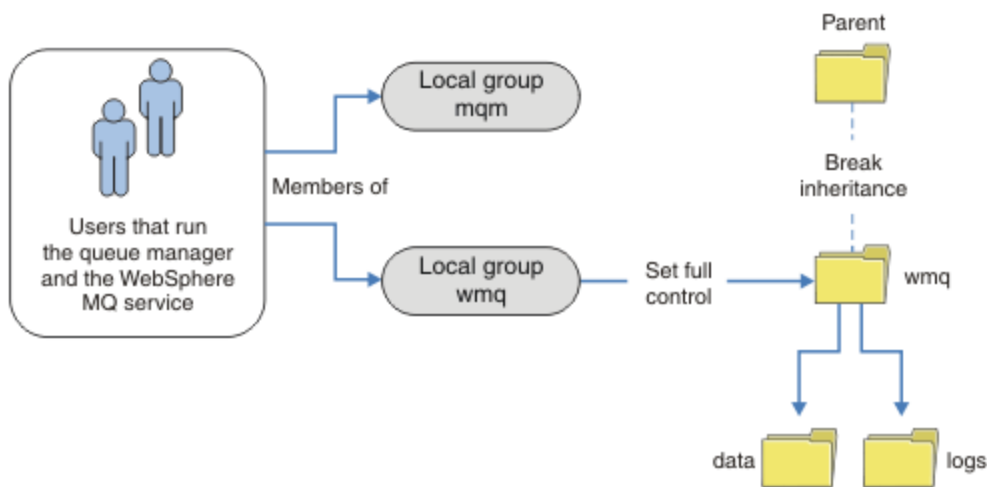 Parent
Local group
mqm
Break
inheritance
Members of
Users that run
the queue manager
and the WebSphere
MQ service
Local group
wmq
Set full
control
wmq
data
logs